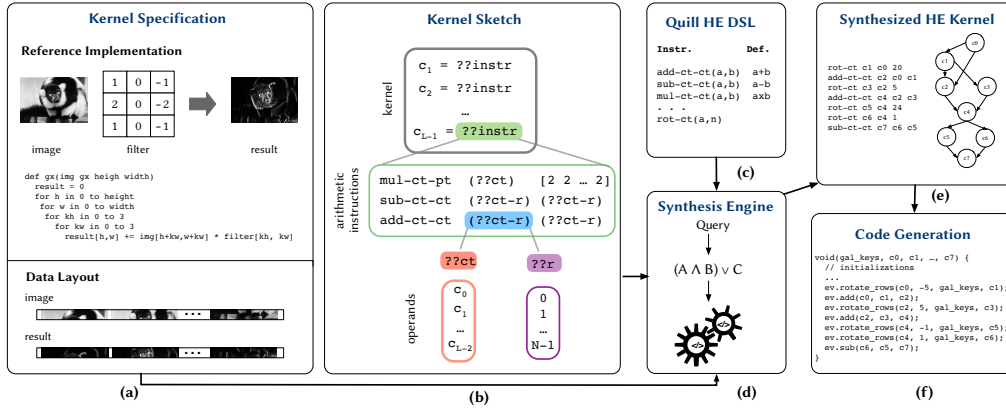 Kernel Specification
Reference Implementation
1 0 -1
2 0 -2
1 0 -1
image filter result
def gx(img gx heigh width)
result = 0
for h in 0 to height
for w in 0 to width
for kh in 0 to 3
for kw in 0 to 3
result[h,w] += img[h+kw,w+kw] * filter[kh, kw]
Data Layout
image
...
result
...
(a)
Kernel Sketch
kernel
c1 = ??instr
c2 = ??instr
…
cL-1 = ??instr
arithmetic
instructions
mul-ct-pt (??ct) [2 2 … 2]
sub-ct-ct (??ct-r) (??ct-r)
add-ct-ct (??ct-r) (??ct-r)
??ct ??r
operands
c0
c1
…
cL-2
0
1
…
N-1
(b)
Quill HE DSL
Instr. Def.
add-ct-ct(a,b) a+b
sub-ct-ct(a,b) a-b
mul-ct-ct(a,b) axb
. . .
rot-ct(a,n)
(c)
Synthesis Engine
Query
(A ∧ B) ∨ C
</>
</>
(d)
Synthesized HE Kernel
rot-ct c1 c0 20
add-ct-ct c2 c0 c1
rot-ct c3 c2 5
add-ct-ct c4 c2 c3
rot-ct c5 c4 24
rot-ct c6 c4 1
sub-ct-ct c7 c6 c5
c0
c1
c2
c3
c4
c5
c6
c7
(e)
Code Generation
void(gal_keys, c0, c1, …, c7) {
// initializations
...
ev.rotate_rows(c0, -5, gal_keys, c1);
ev.add(c0, c1, c2);
ev.rotate_rows(c2, 5, gal_keys, c3);
ev.add(c2, c3, c4);
ev.rotate_rows(c4, -1, gal_keys, c5);
ev.rotate_rows(c4, 1, gal_keys, c6);
ev.sub(c6, c5, c7);
}
(f)